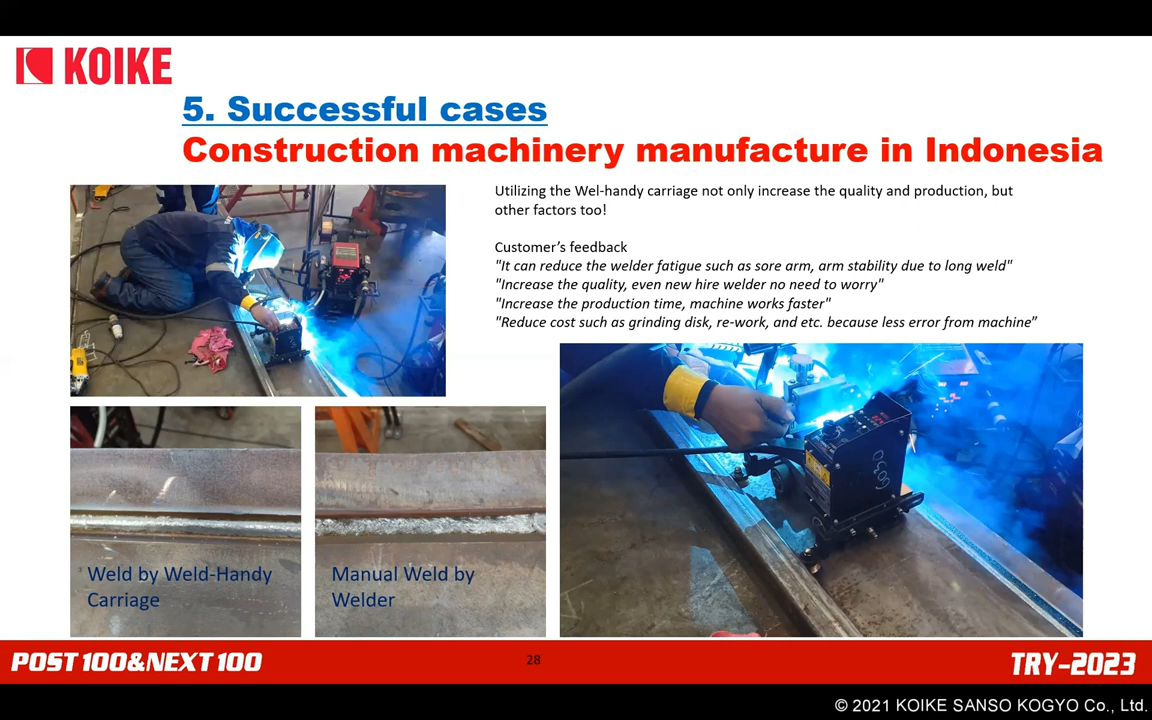 KOIKE
5. Successful cases
Construction machinery manufacture in Indonesia
Utilizing the Wel-handy carriage not only increase the quality and production, but
other factors too!
Customer’s feedback
"It can reduce the welder fatigue such as sore arm, arm stability due to long weld"
"Increase the quality, even new hire welder no need to worry"
"Increase the production time, machine works faster"
"Reduce cost such as grinding disk, re-work, and etc. because less error from machine”
6030
Weld by Weld-Handy
Carriage
Manual Weld by
Welder
POST 100&NEXT 100
28
TRY-2023
© 2021 KOIKE SANSO KOGYO Co., Ltd.